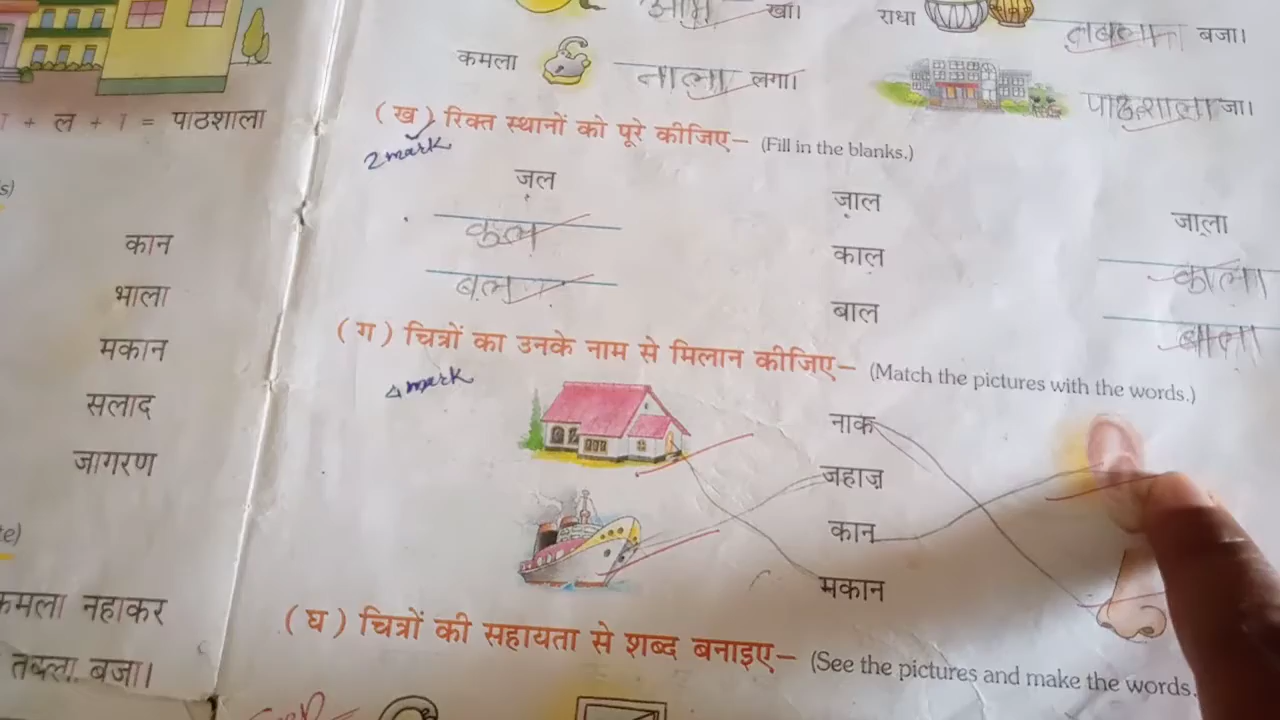 + ल + ा = पाठशाला
कान
भाला
मकान
सलाद
जागरण
कमला नहाकर
तबला बजा।
आम खा।
राधा तबला बजा।
कमला ताला लगा।
पाठशाला जा।
( ख ) रिक्त स्थानों को पूरे कीजिए– (Fill in the blanks.)
2 mark
जल जाल जाला
कल काल काला
बल बाल बाला
( ग ) चित्रों का उनके नाम से मिलान कीजिए– (Match the pictures with the words.)
4 mark
नाक
जहाज़
कान
मकान
( घ ) चित्रों की सहायता से शब्द बनाइए– (See the pictures and make the words.